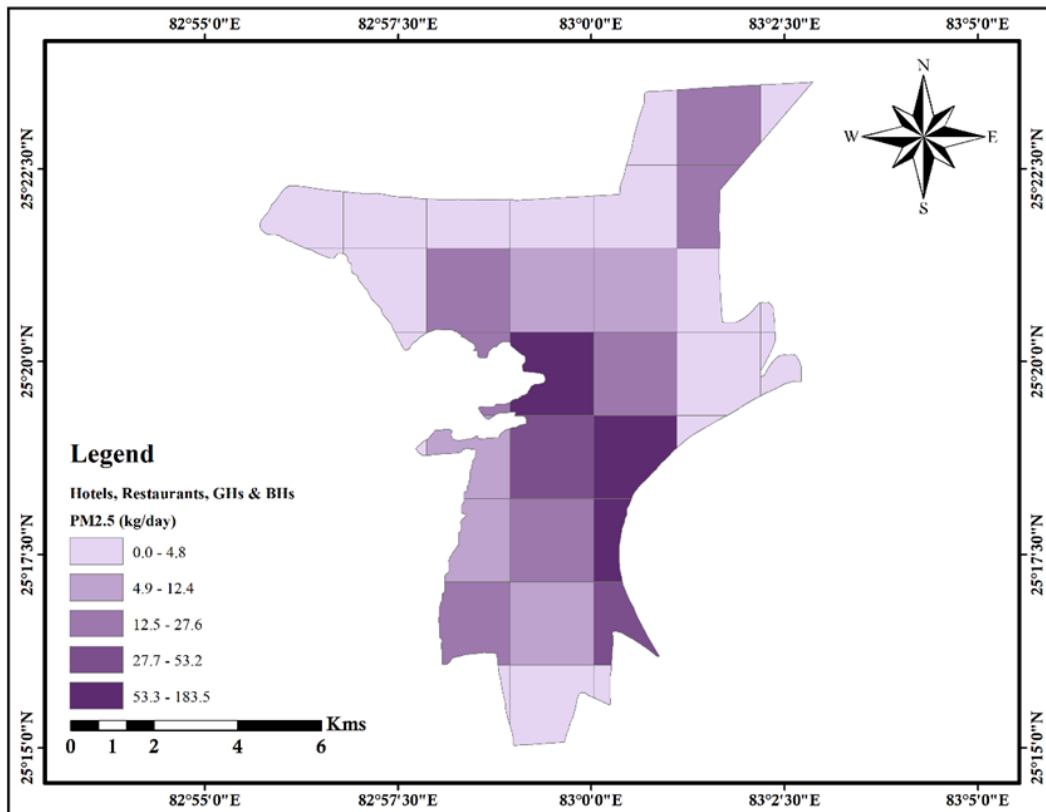 82°55'0"E 82°57'30"E 83°0'0"E 83°2'30"E 83°5'0"E
N
W E
S
25°22'30"N 25°22'30"N
25°20'0"N 25°20'0"N
25°17'30"N 25°17'30"N
25°15'0"N 25°15'0"N
Legend
Hotels, Restaurants, GHs & BHs
PM2.5 (kg/day)
0.0 - 4.8
4.9 - 12.4
12.5 - 27.6
27.7 - 53.2
53.3 - 183.5
Kms
0 1 2 4 6
82°55'0"E 82°57'30"E 83°0'0"E 83°2'30"E 83°5'0"E